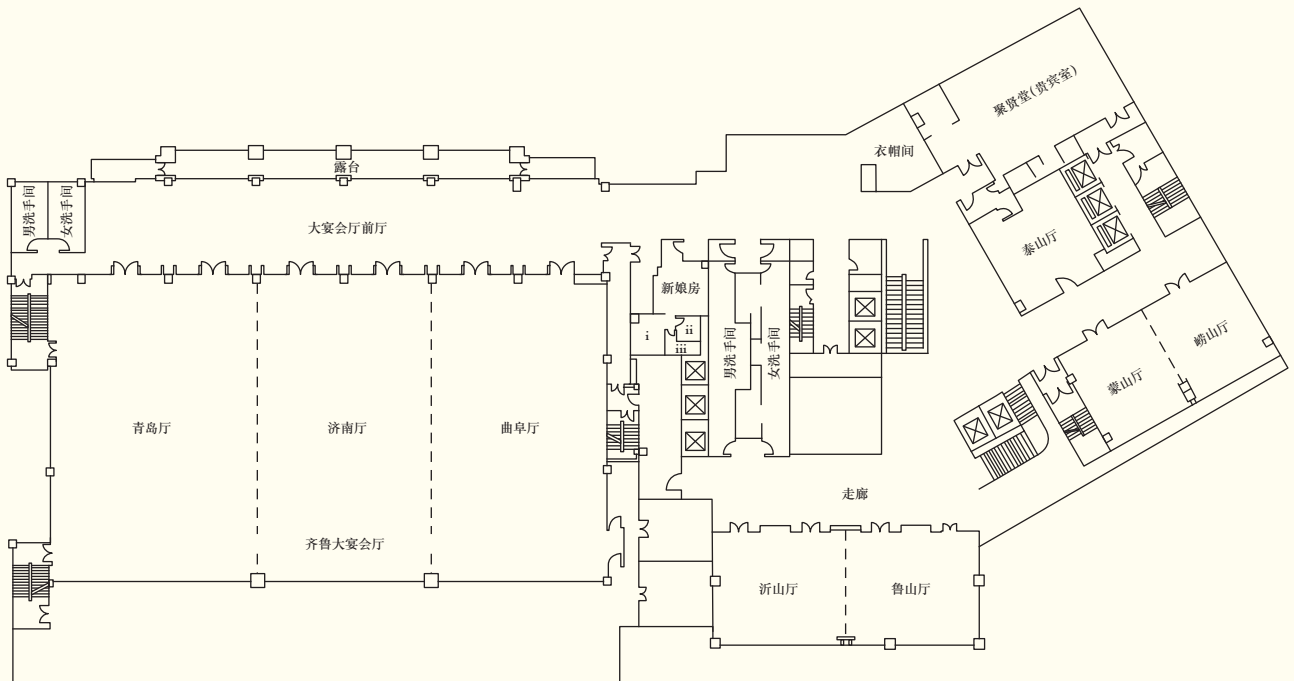 聚贤堂(贵宾室)
衣帽间
露台
男洗手间
女洗手间
大宴会厅前厅
泰山厅
新娘房
i
ii
iii
男洗手间
女洗手间
崂山厅
蒙山厅
青岛厅
济南厅
曲阜厅
走廊
齐鲁大宴会厅
沂山厅
鲁山厅